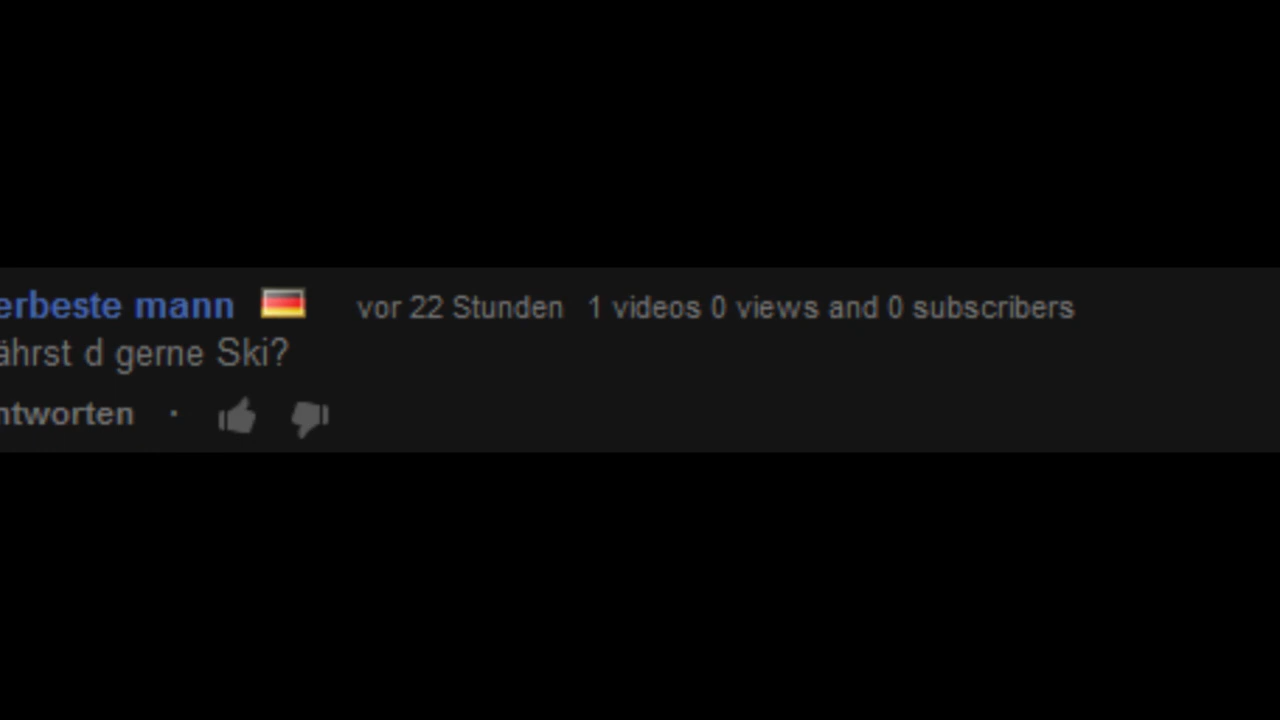 erbeste mann vor 22 Stunden 1 videos 0 views and 0 subscribers
ährst d gerne Ski?
ntworten ·